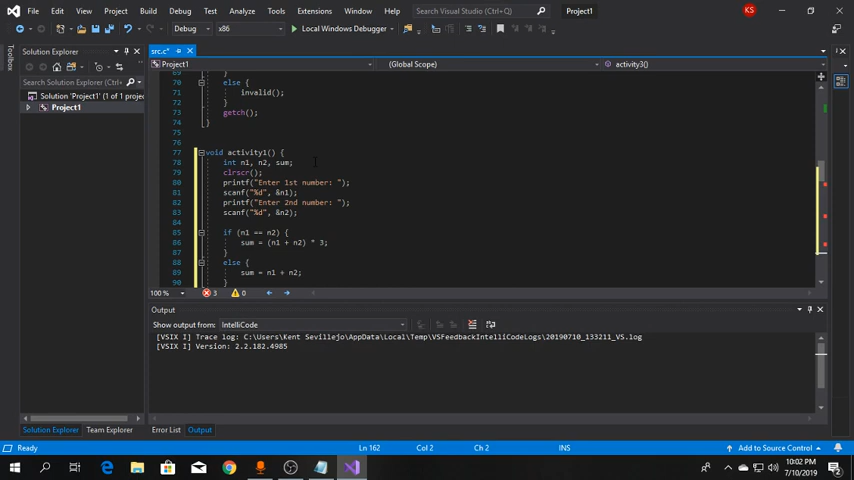 File Edit View Project Build Debug Test Analyze Tools Extensions Window Help Search Visual Studio (Ctrl+Q) Project1 KS
Debug x86 Local Windows Debugger
Toolbox
Solution Explorer
Search Solution Explorer (Ctrl+
Solution 'Project1' (1 of 1 projec
Project1
Solution Explorer Team Explorer
src.c*
Project1 (Global Scope) activity3()
69 }
70 else {
71 invalid();
72 }
73 getch();
74 }
75
76
77 void activity1() {
78 int n1, n2, sum;
79 clrscr();
80 printf("Enter 1st number: ");
81 scanf("%d", &n1);
82 printf("Enter 2nd number: ");
83 scanf("%d", &n2);
84
85 if (n1 == n2) {
86 sum = (n1 + n2) * 3;
87 }
88 else {
89 sum = n1 + n2;
90 }
100 % 3 0
Output
Show output from: IntelliCode
[VSIX I] Trace log: C:\Users\Kent Sevillejo\AppData\Local\Temp\VSFeedbackIntelliCodeLogs\20190710_133211_VS.log
[VSIX I] Version: 2.2.182.4985
Error List Output
Ready Ln 162 Col 2 Ch 2 INS Add to Source Control
10:02 PM
7/10/2019
2